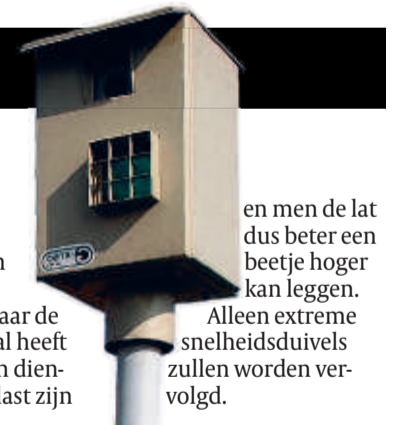 en men de lat
dus beter een
beetje hoger
kan leggen.
Alleen extreme
snelheidsduivels
zullen worden ver-
volgd.
n
aar de
al heeft
n dien-
last zijn